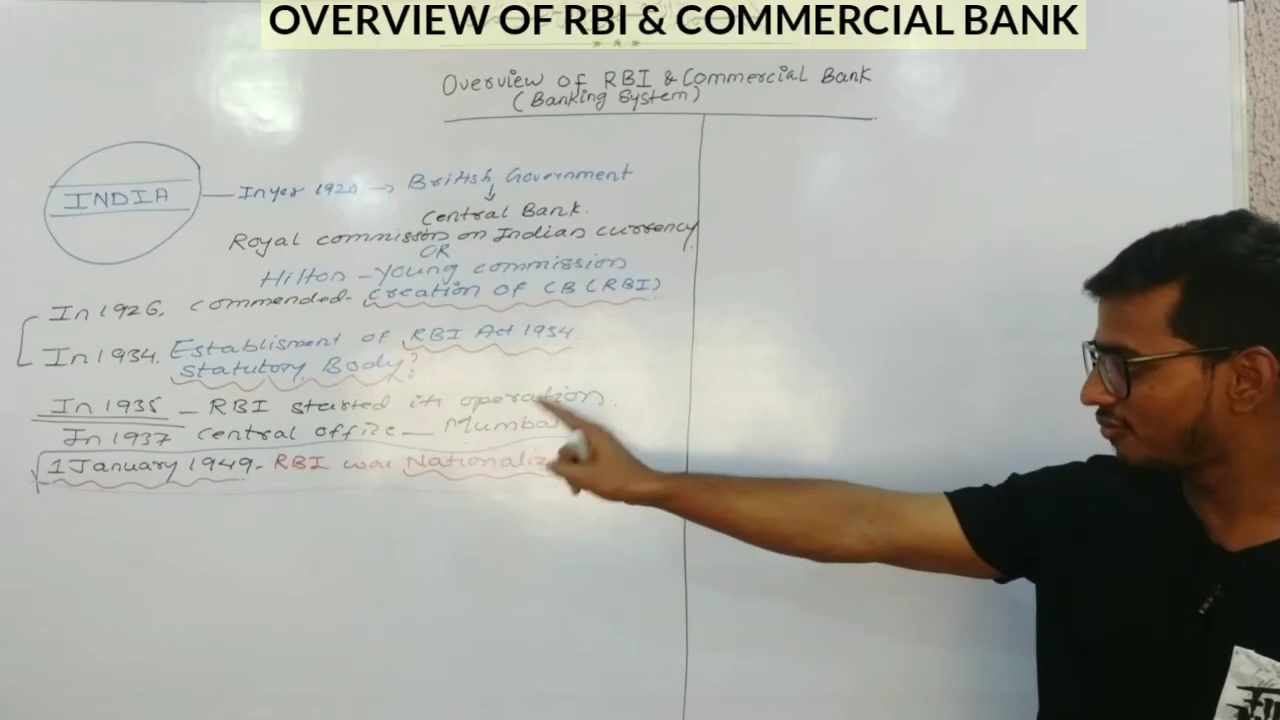 OVERVIEW OF RBI & COMMERCIAL BANK
Overview of RBI & Commercial Bank
(Banking System)
INDIA
In yer 1920 → British Government
↓
Central Bank.
Royal commission on Indian currency
OR
Hilton - young commission
In 1926, commended - Creation of CB (RBI)
In 1934. Establisment of RBI Act 1934.
Statutory Body?
In 1935 - RBI started its operation.
In 1937 central office - Mumbai
1 January 1949 - RBI was